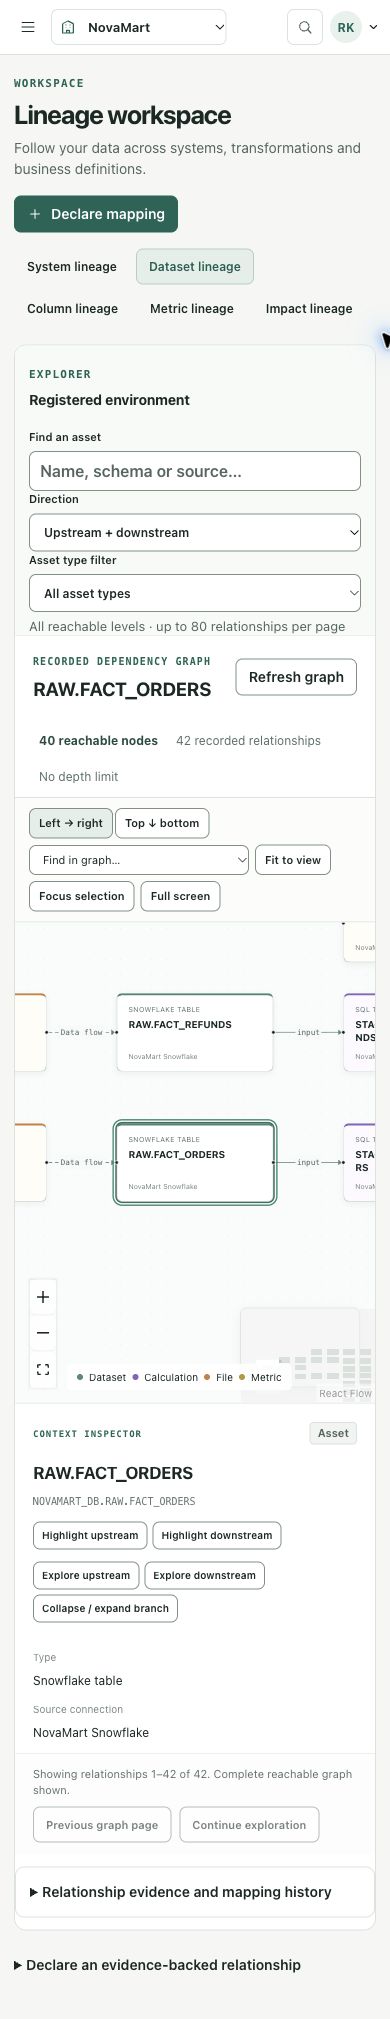 NovaMart
RK
WORKSPACE
Lineage workspace
Follow your data across systems, transformations and
business definitions.
+ Declare mapping
System lineage
Dataset lineage
Column lineage
Metric lineage
Impact lineage
EXPLORER
Registered environment
Find an asset
Name, schema or source...
Direction
Upstream + downstream
Asset type filter
All asset types
All reachable levels · up to 80 relationships per page
RECORDED DEPENDENCY GRAPH
RAW.FACT_ORDERS
Refresh graph
40 reachable nodes
42 recorded relationships
No depth limit
Left → right
Top ↓ bottom
Find in graph...
Fit to view
Focus selection
Full screen
SNOWFLAKE TABLE
RAW.FACT_REFUNDS
NovaMart Snowflake
Data flow
input
SQL T
STA
NDS
SNOWFLAKE TABLE
RAW.FACT_ORDERS
NovaMart Snowflake
Data flow
input
SQL T
STA
RS
Dataset
Calculation
File
Metric
React Flow
CONTEXT INSPECTOR
Asset
RAW.FACT_ORDERS
NOVAMART_DB.RAW.FACT_ORDERS
Highlight upstream
Highlight downstream
Explore upstream
Explore downstream
Collapse / expand branch
Type
Snowflake table
Source connection
NovaMart Snowflake
Showing relationships 1–42 of 42. Complete reachable graph
shown.
Previous graph page
Continue exploration
Relationship evidence and mapping history
Declare an evidence-backed relationship